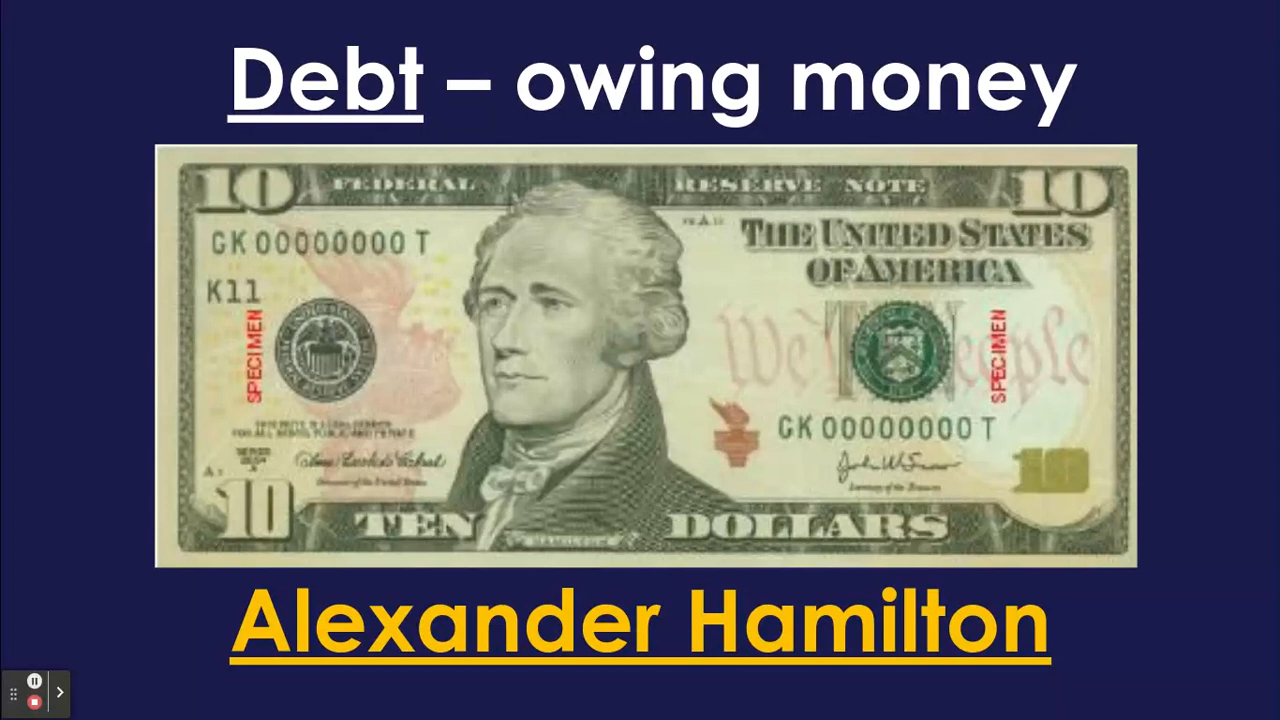 Debt – owing money
10 FEDERAL RESERVE NOTE 10
THE UNITED STATES
OF AMERICA
GK 00000000 T
K11
SPECIMEN
SPECIMEN
We People
GK 00000000 T
10
10 TEN DOLLARS
HAMILTON
Alexander Hamilton